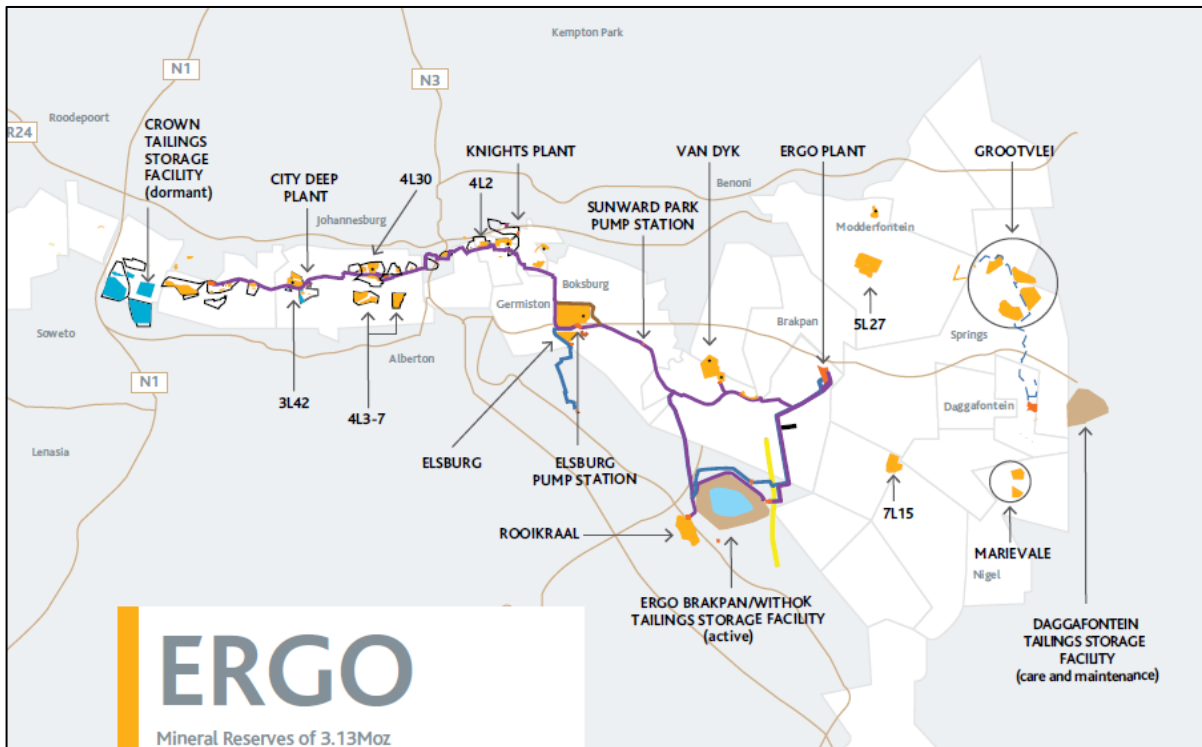 Kempton Park
N1
N3
Roodepoort
R24
CROWN
TAILINGS
STORAGE
FACILITY
(dormant)
CITY DEEP
PLANT
4L30
Johannesburg
4L2
KNIGHTS PLANT
SUNWARD PARK
PUMP STATION
VAN DYK
Benoni
ERGO PLANT
GROOTVLEI
Modderfontein
5L27
Boksburg
Germiston
Brakpan
Springs
Soweto
N1
Alberton
3L42
4L3-7
Lenasia
ELSBURG
ELSBURG
PUMP STATION
Daggafontein
ROOIKRAAL
7L15
MARIEVALE
Nigel
ERGO BRAKPAN/WITHOK
TAILINGS STORAGE FACILITY
(active)
DAGGAFONTEIN
TAILINGS STORAGE
FACILITY
(care and maintenance)
ERGO
Mineral Reserves of 3.13Moz